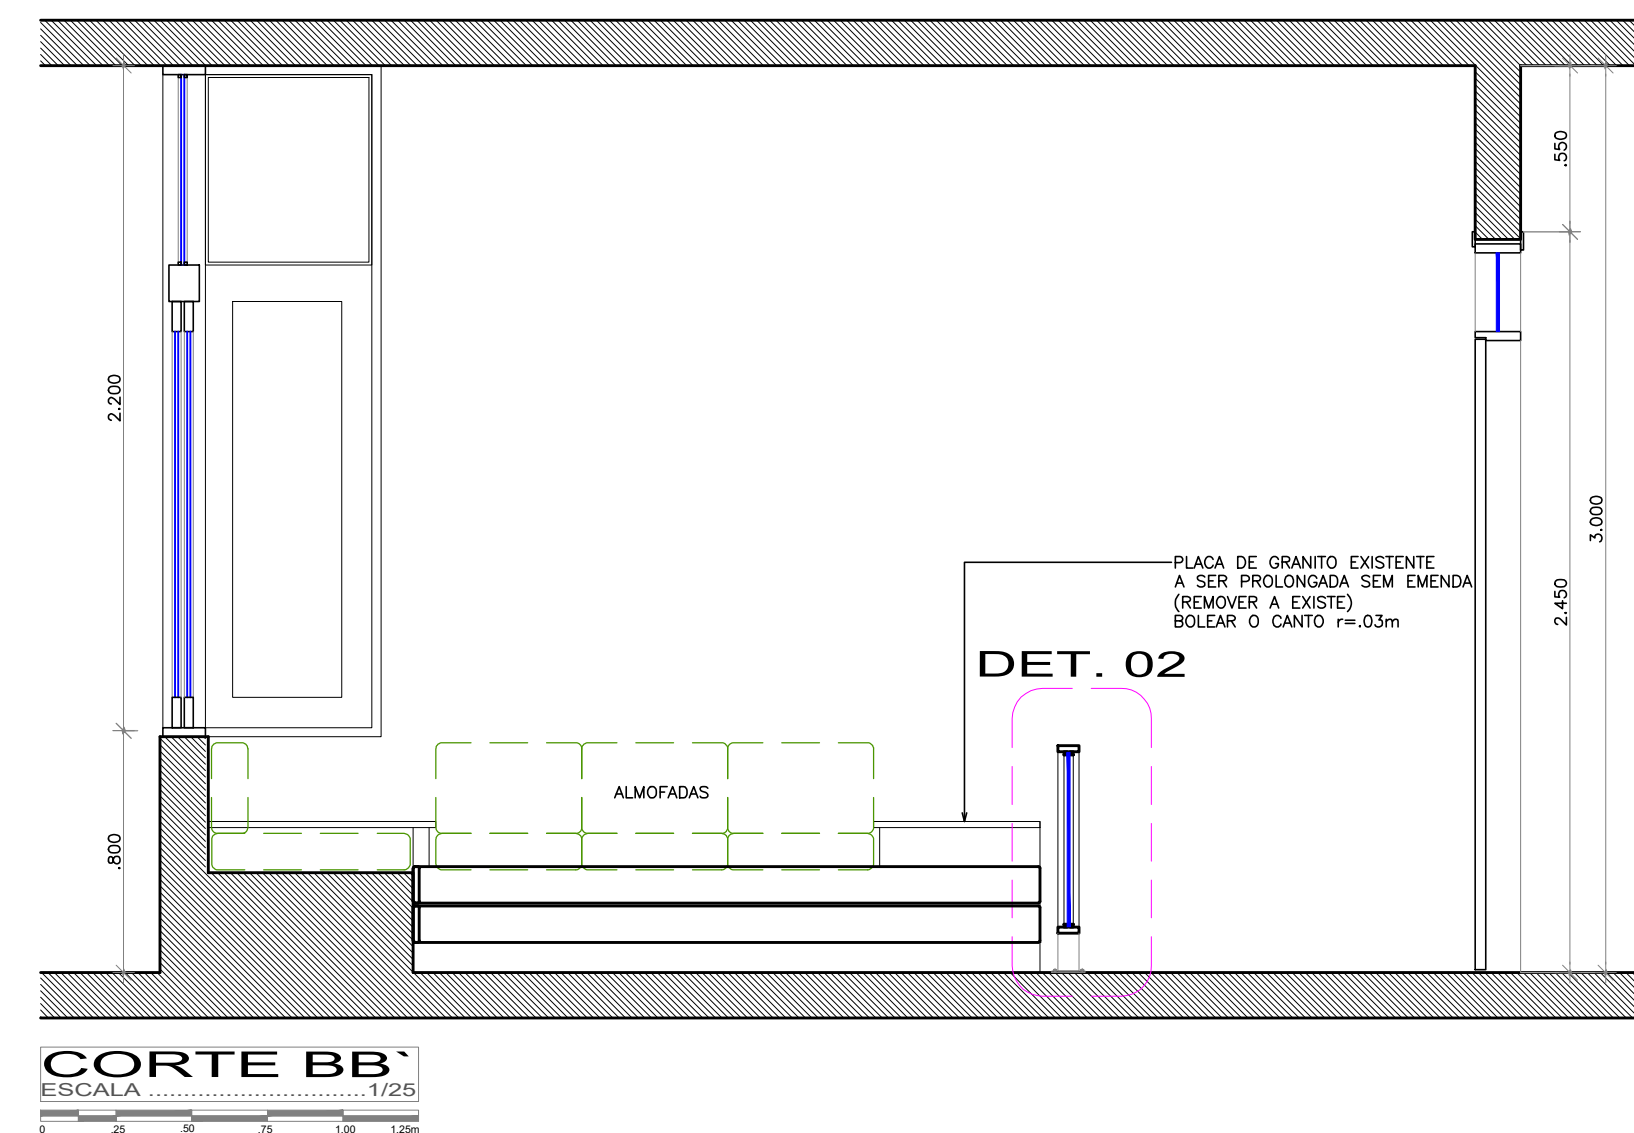 .550
2.200
3.000
PLACA DE GRANITO EXISTENTE
A SER PROLONGADA SEM EMENDA
(REMOVER A EXISTE)
BOLEAR O CANTO r=.03m
2.450
DET. 02
ALMOFADAS
.800
CORTE BB`
ESCALA ...............................1/25
0 .25 .50 .75 1.00 1.25m